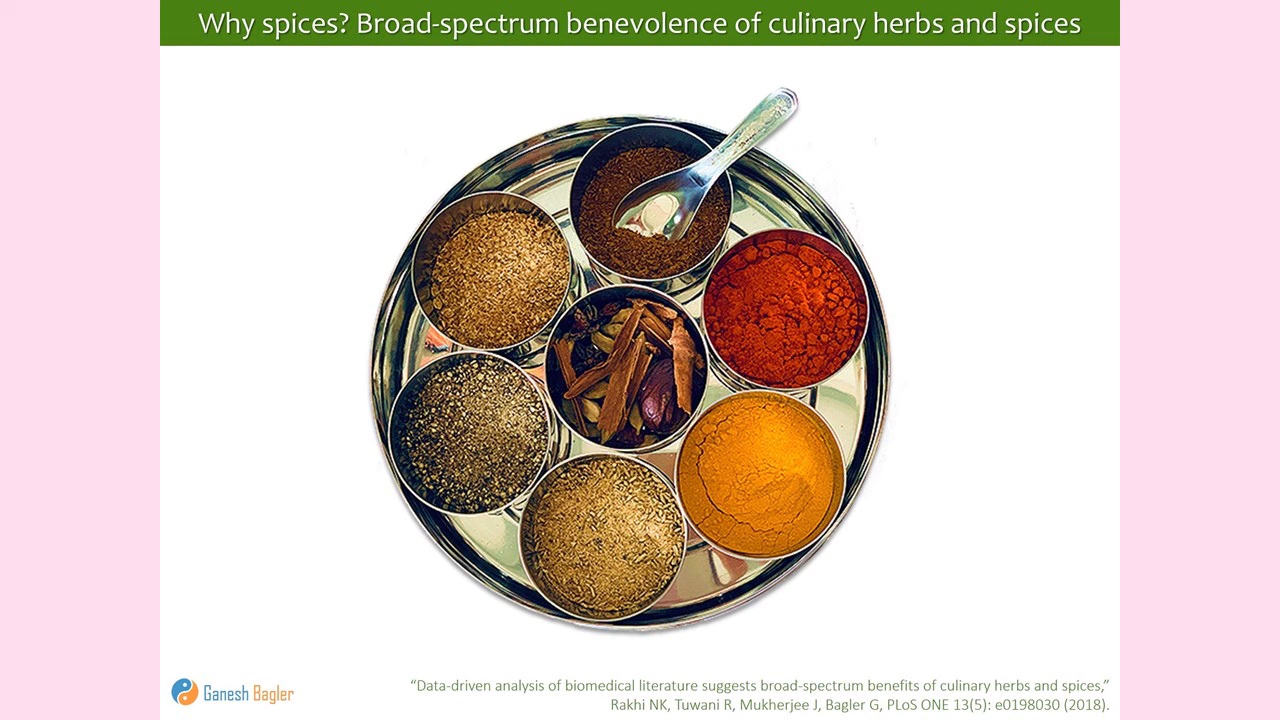 Why spices? Broad-spectrum benevolence of culinary herbs and spices
Ganesh Bagler
“Data-driven analysis of biomedical literature suggests broad-spectrum benefits of culinary herbs and spices,”
Rakhi NK, Tuwani R, Mukherjee J, Bagler G, PLoS ONE 13(5): e0198030 (2018).